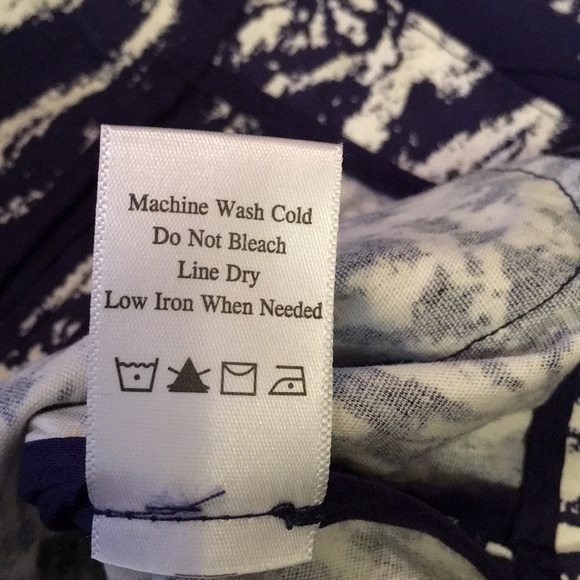 Machine Wash Cold
Do Not Bleach
Line Dry
Low Iron When Needed